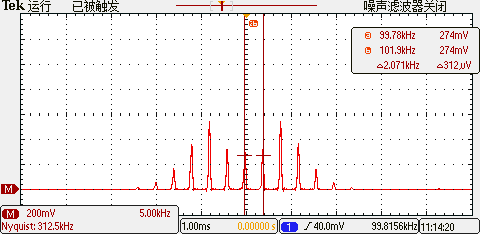 Tek 运行 已被触发 噪声滤波器关闭
a 99.78kHz 274mV
b 101.9kHz 274mV
△2.071kHz △312μV
M
M 200mV 5.00kHz
Nyquist: 312.5kHz
1.00ms 0.00000 s 1 40.0mV 99.8156kHz 11:14:20